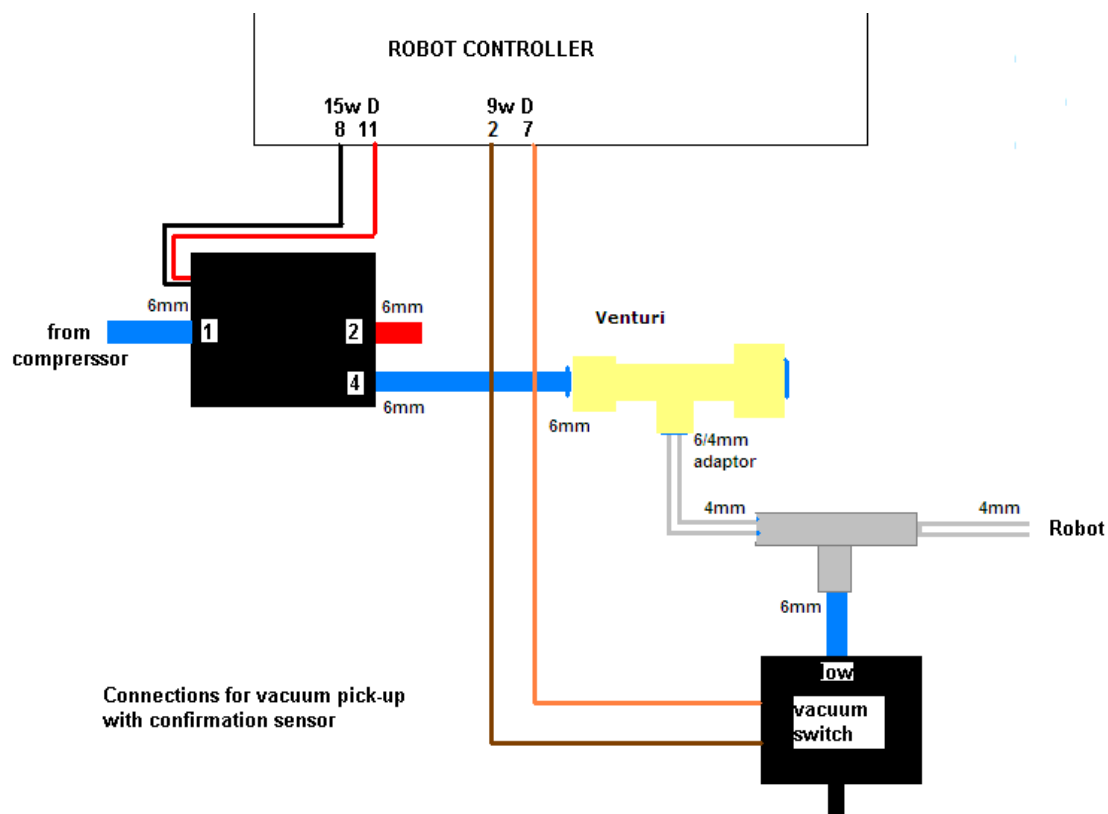 ROBOT CONTROLLER
15w D
8 11
9w D
2 7
6mm
from
comprerssor
1
2
6mm
4
6mm
Venturi
6mm
6/4mm
adaptor
4mm
4mm
Robot
6mm
low
vacuum
switch
Connections for vacuum pick-up
with confirmation sensor